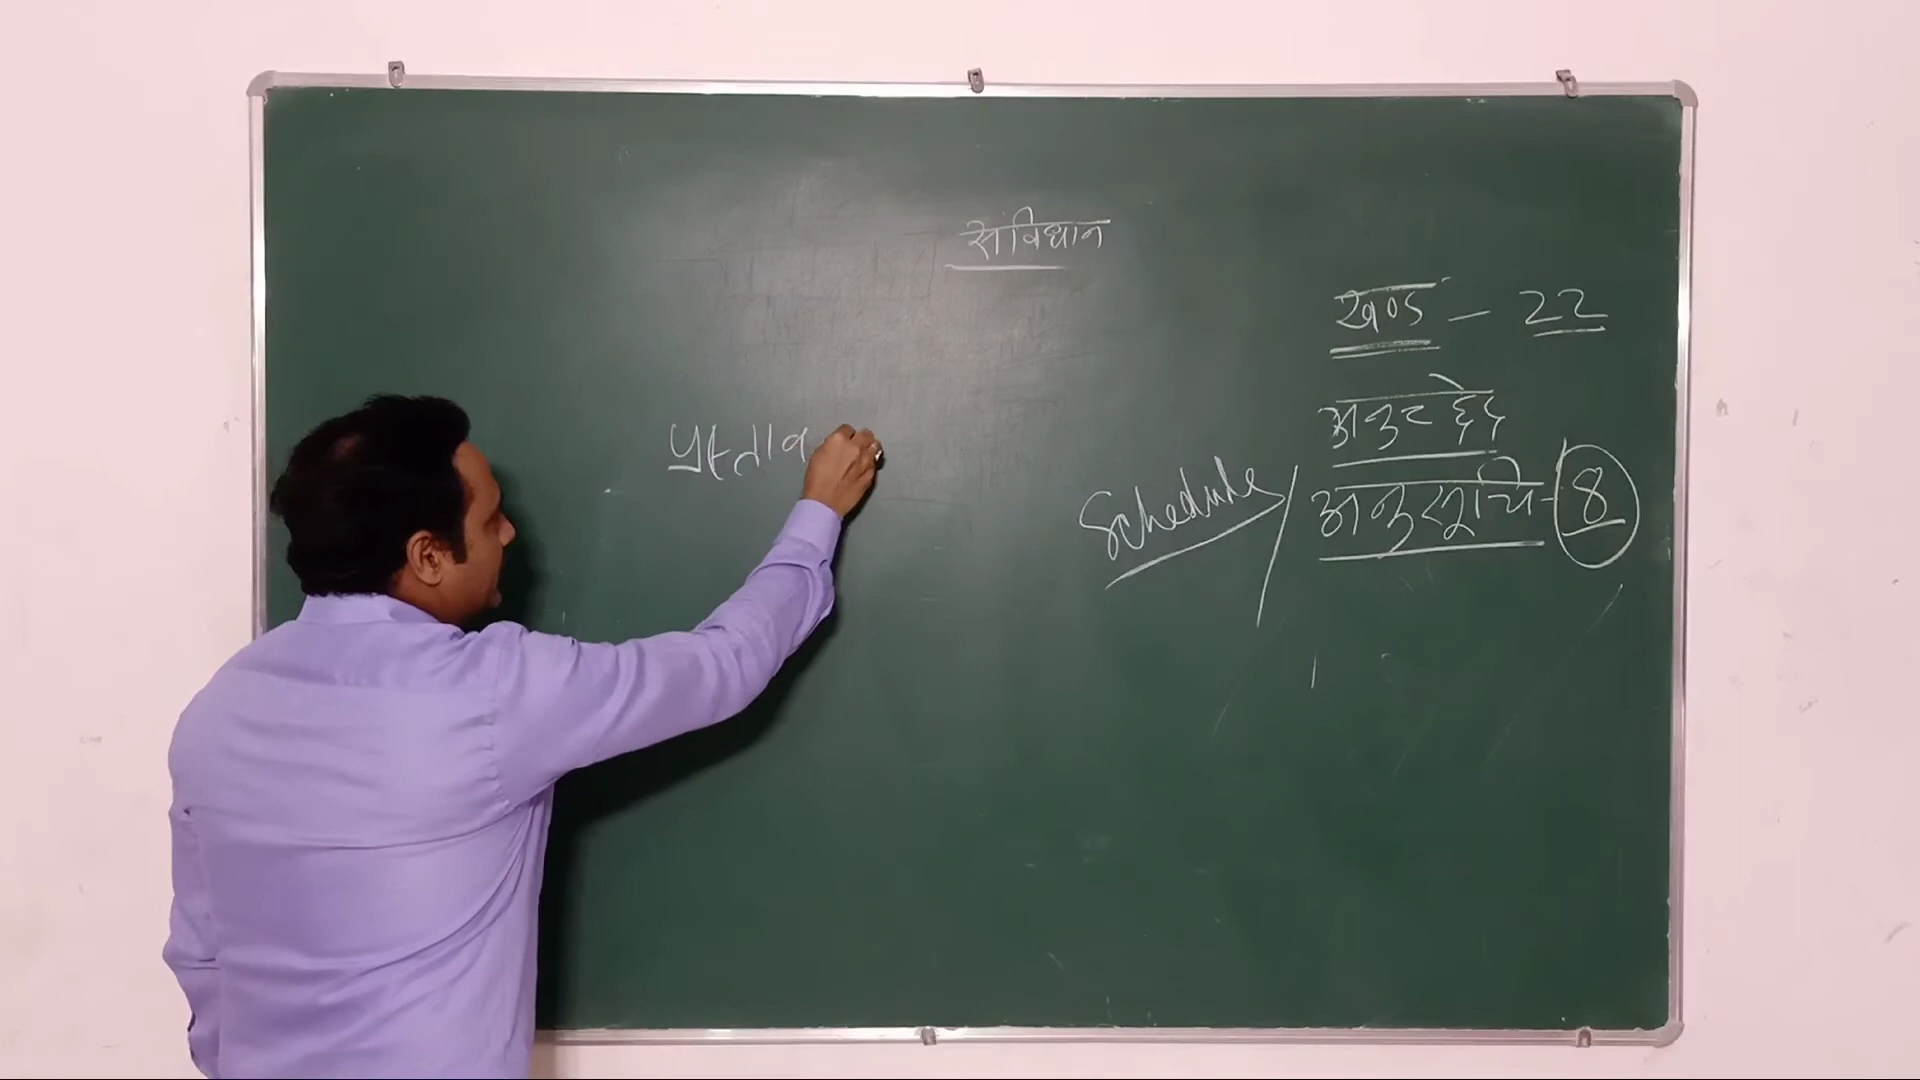 संविधान
खण्ड - 22
अनुच्छेद
प्रस्ताव
Schedule / अनुसूचि - 8